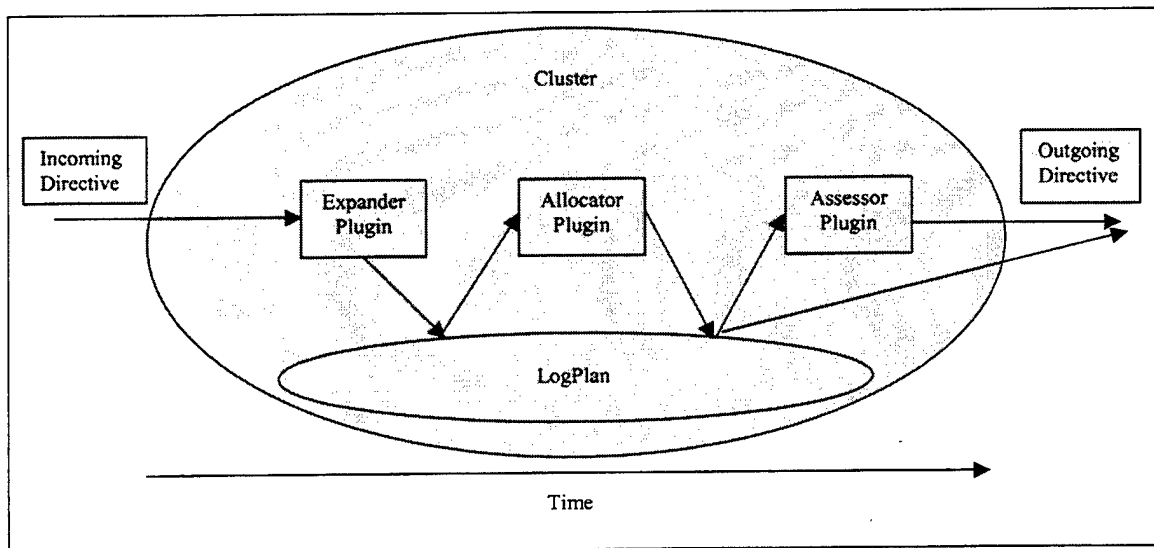 Cluster
Incoming
Directive
Outgoing
Directive
Expander
Plugin
Allocator
Plugin
Assessor
Plugin
LogPlan
Time